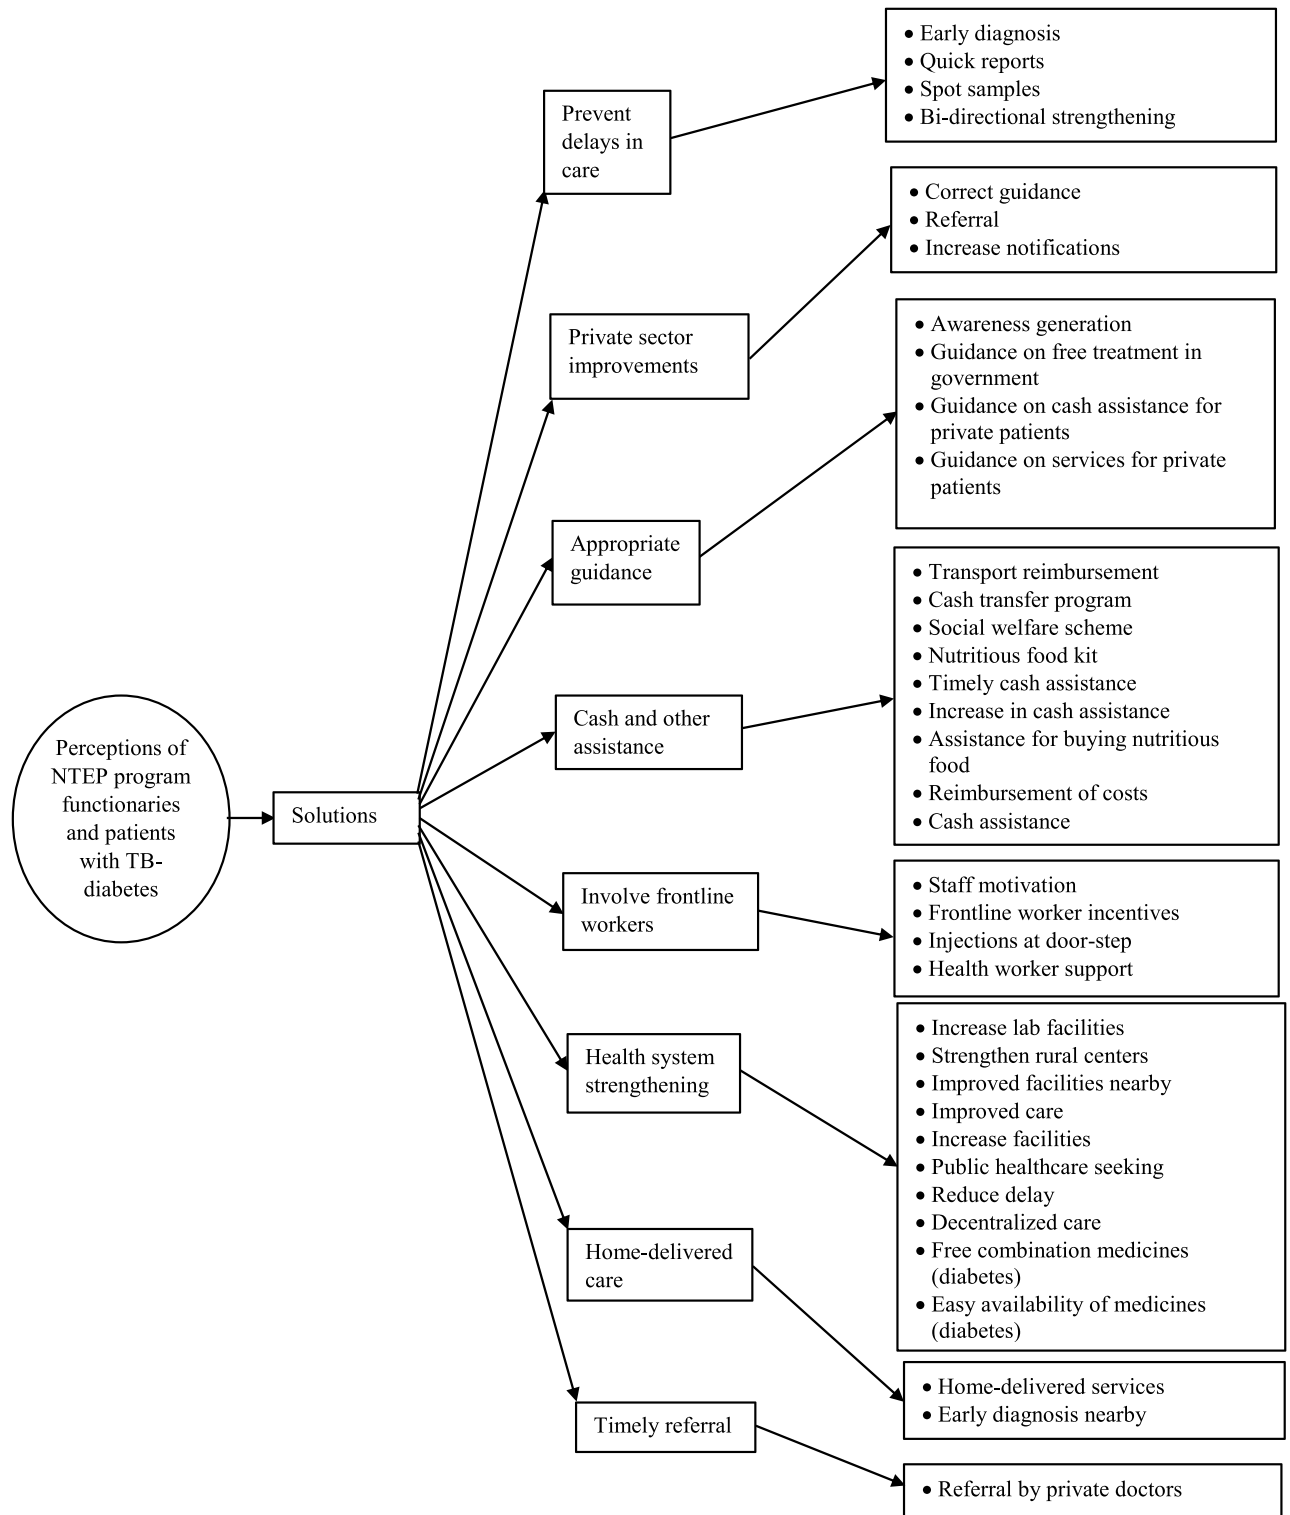 Perceptions of
NTEP program
functionaries
and patients
with TB-
diabetes
Solutions
Prevent
delays in
care
• Early diagnosis
• Quick reports
• Spot samples
• Bi-directional strengthening
Private sector
improvements
• Correct guidance
• Referral
• Increase notifications
Appropriate
guidance
• Awareness generation
• Guidance on free treatment in
government
• Guidance on cash assistance for
private patients
• Guidance on services for private
patients
Cash and other
assistance
• Transport reimbursement
• Cash transfer program
• Social welfare scheme
• Nutritious food kit
• Timely cash assistance
• Increase in cash assistance
• Assistance for buying nutritious
food
• Reimbursement of costs
• Cash assistance
Involve frontline
workers
• Staff motivation
• Frontline worker incentives
• Injections at door-step
• Health worker support
Health system
strengthening
• Increase lab facilities
• Strengthen rural centers
• Improved facilities nearby
• Improved care
• Increase facilities
• Public healthcare seeking
• Reduce delay
• Decentralized care
• Free combination medicines
(diabetes)
• Easy availability of medicines
(diabetes)
Home-delivered
care
• Home-delivered services
• Early diagnosis nearby
Timely referral
• Referral by private doctors